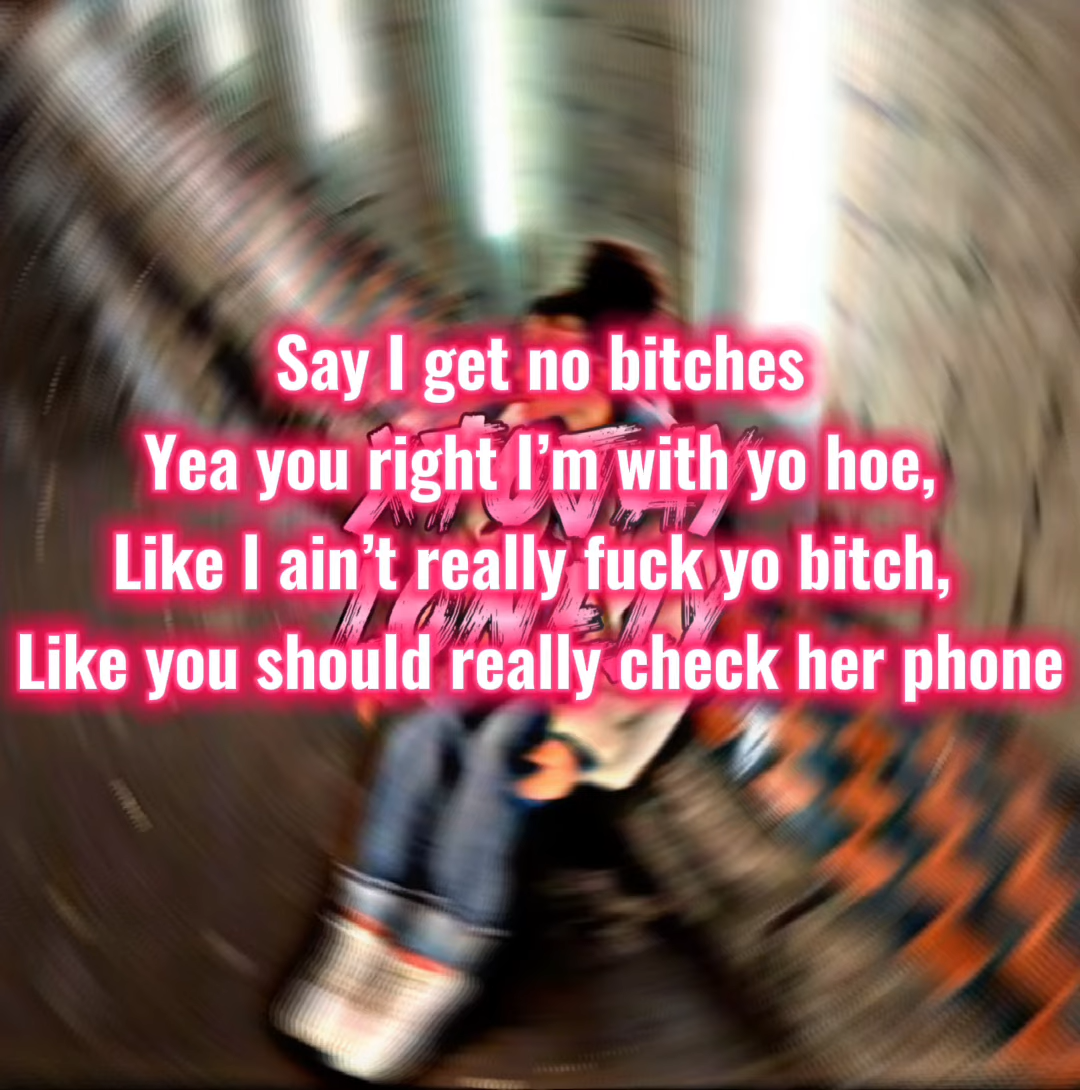 Say I get no bitches
Yea you right I’m with yo hoe,
Like I ain’t really fuck yo bitch,
Like you should really check her phone